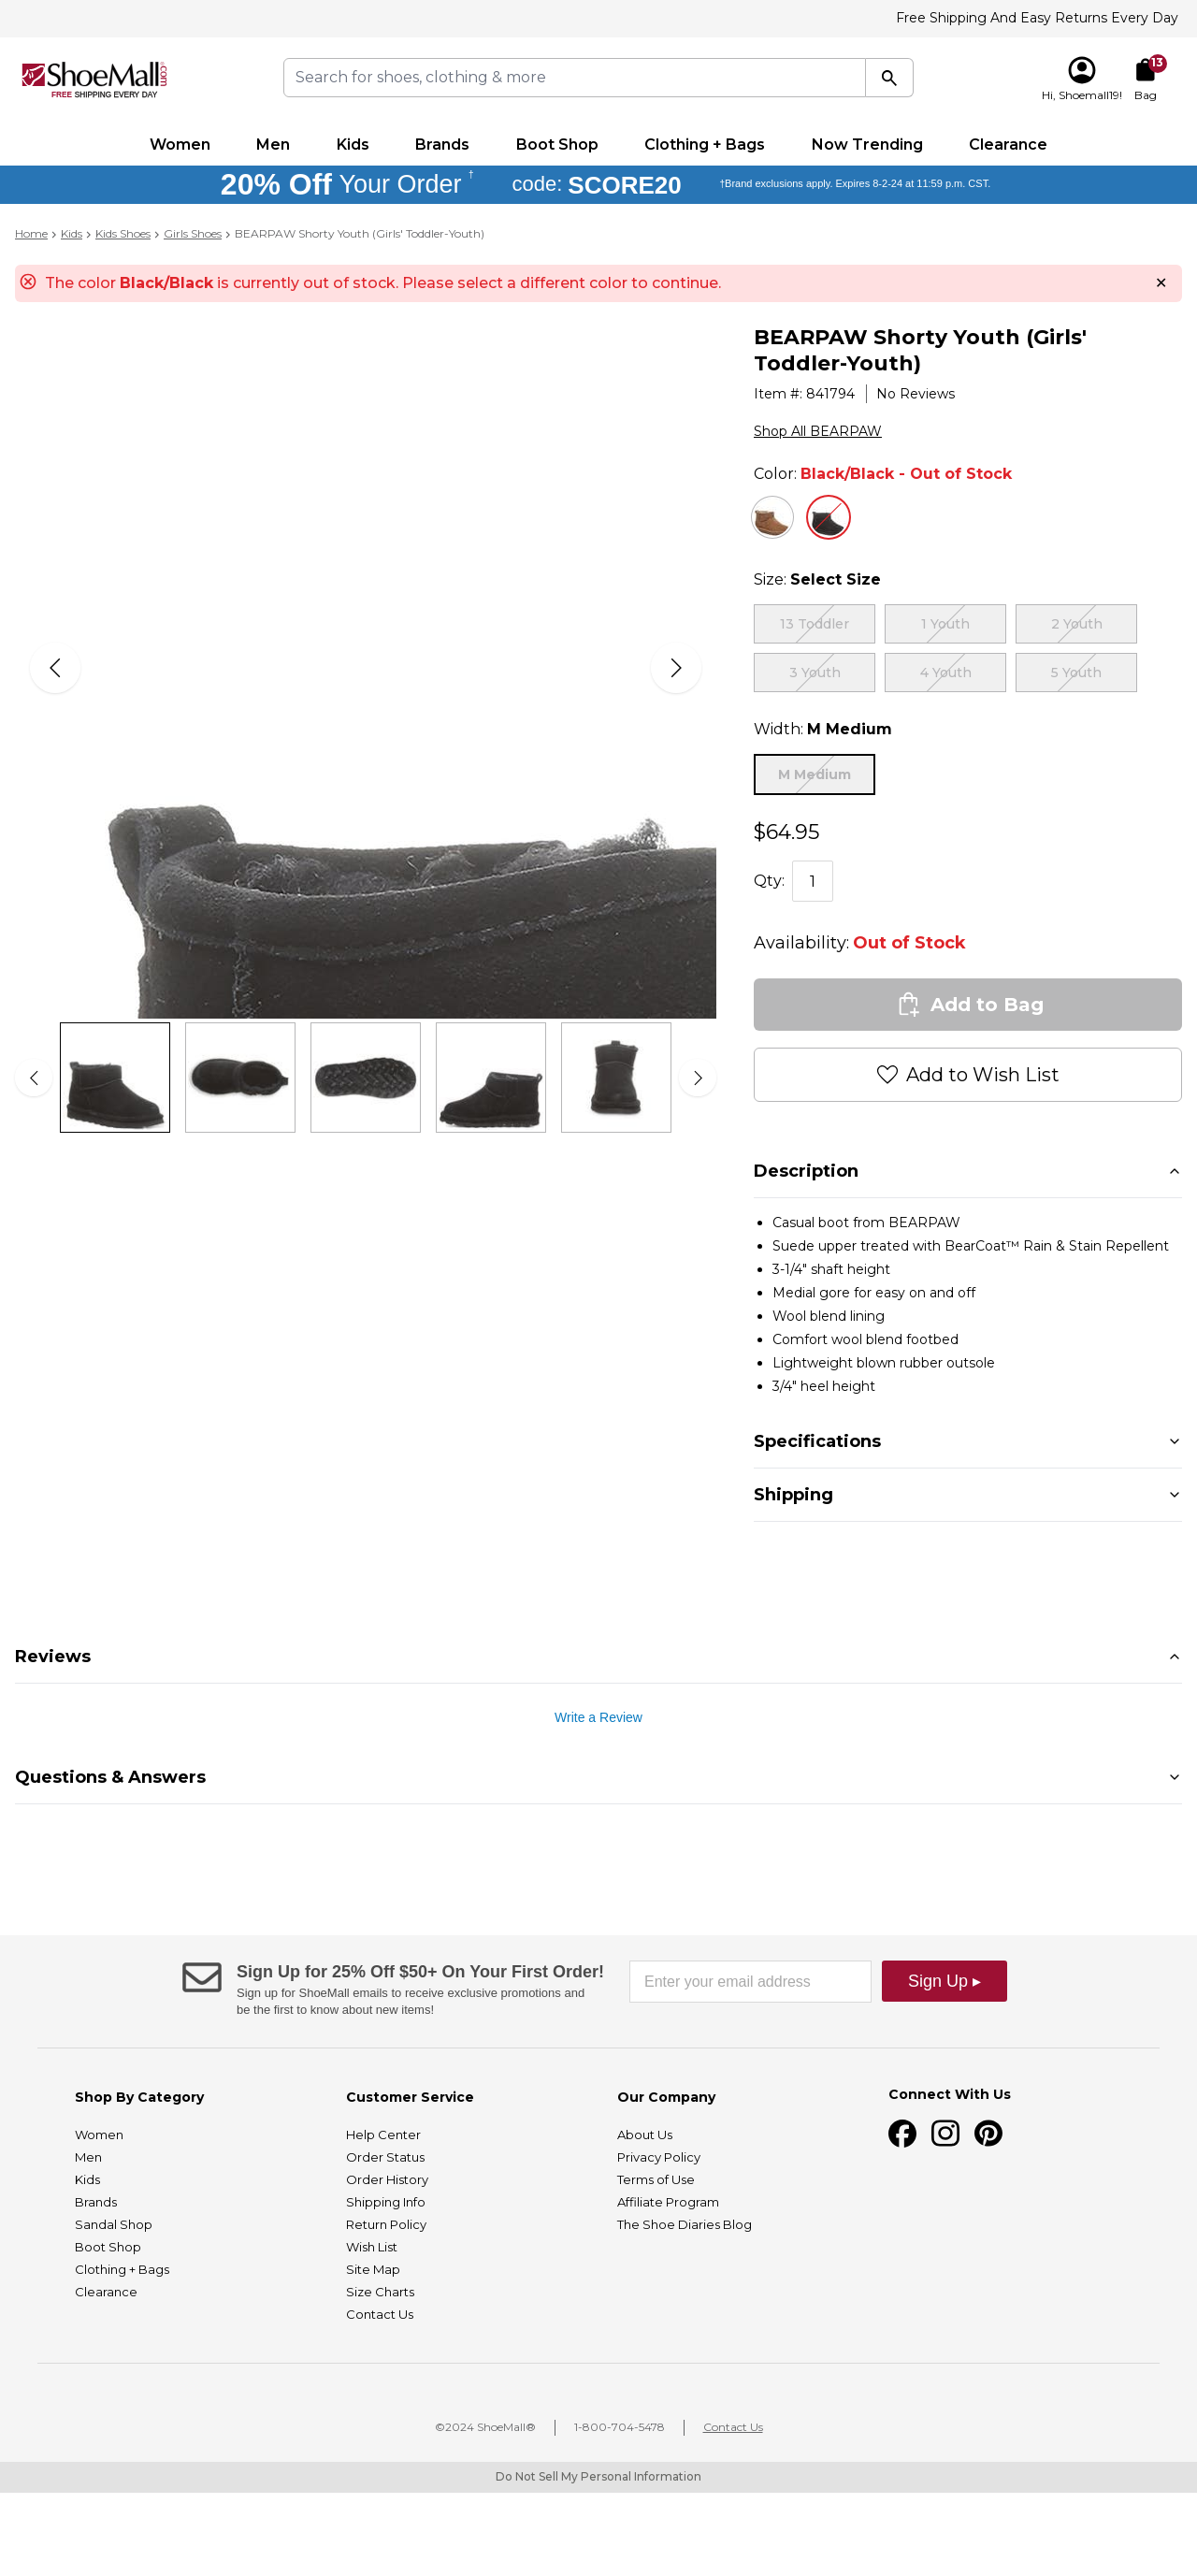 Free Shipping And Easy Returns Every Day
ShoeMall.com
FREE SHIPPING EVERY DAY
Search for shoes, clothing & more
Hi, Shoemall19!
13
Bag
Women Men Kids Brands Boot Shop Clothing + Bags Now Trending Clearance
20% Off Your Order † code: SCORE20 †Brand exclusions apply. Expires 8-2-24 at 11:59 p.m. CST.
Home > Kids > Kids Shoes > Girls Shoes > BEARPAW Shorty Youth (Girls' Toddler-Youth)
The color Black/Black is currently out of stock. Please select a different color to continue.
BEARPAW Shorty Youth (Girls'
Toddler-Youth)
Item #: 841794 | No Reviews
Shop All BEARPAW
Color: Black/Black - Out of Stock
Size: Select Size
13 Toddler 1 Youth 2 Youth
3 Youth 4 Youth 5 Youth
Width: M Medium
M Medium
$64.95
Qty: 1
Availability: Out of Stock
Add to Bag
Add to Wish List
Description
• Casual boot from BEARPAW
• Suede upper treated with BearCoat™ Rain & Stain Repellent
• 3-1/4" shaft height
• Medial gore for easy on and off
• Wool blend lining
• Comfort wool blend footbed
• Lightweight blown rubber outsole
• 3/4" heel height
Specifications
Shipping
Reviews
Write a Review
Questions & Answers
Sign Up for 25% Off $50+ On Your First Order!
Sign up for ShoeMall emails to receive exclusive promotions and
be the first to know about new items!
Enter your email address
Sign Up ▸
Shop By Category
Women
Men
Kids
Brands
Sandal Shop
Boot Shop
Clothing + Bags
Clearance
Customer Service
Help Center
Order Status
Order History
Shipping Info
Return Policy
Wish List
Site Map
Size Charts
Contact Us
Our Company
About Us
Privacy Policy
Terms of Use
Affiliate Program
The Shoe Diaries Blog
Connect With Us
©2024 ShoeMall® | 1-800-704-5478 | Contact Us
Do Not Sell My Personal Information